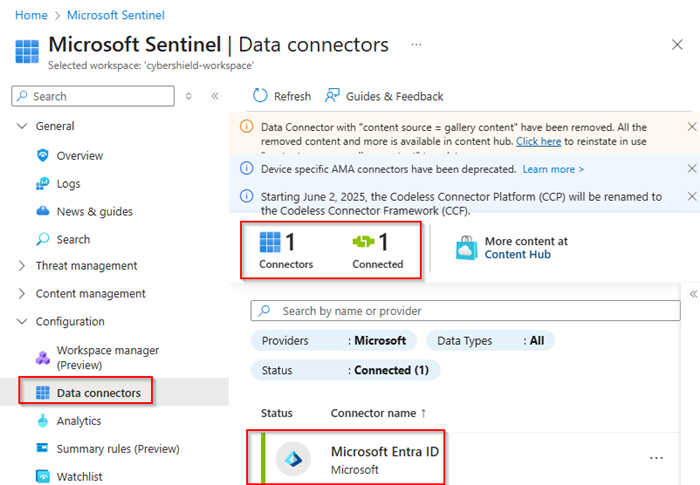 Home > Microsoft Sentinel
Microsoft Sentinel | Data connectors ...
Selected workspace: 'cybershield-workspace'
Search
General
Overview
Logs
News & guides
Search
Threat management
Content management
Configuration
Workspace manager
(Preview)
Data connectors
Analytics
Summary rules (Preview)
Watchlist
Refresh
Guides & Feedback
Data Connector with "content source = gallery content" have been removed. All the
removed content and more is available in content hub. Click here to reinstate in use
Device specific AMA connectors have been deprecated. Learn more >
Starting June 2, 2025, the Codeless Connector Platform (CCP) will be renamed to
the Codeless Connector Framework (CCF).
1
Connectors
1
Connected
More content at
Content Hub
Search by name or provider
Providers : Microsoft
Data Types : All
Status : Connected (1)
Status
Connector name ↑
Microsoft Entra ID
Microsoft